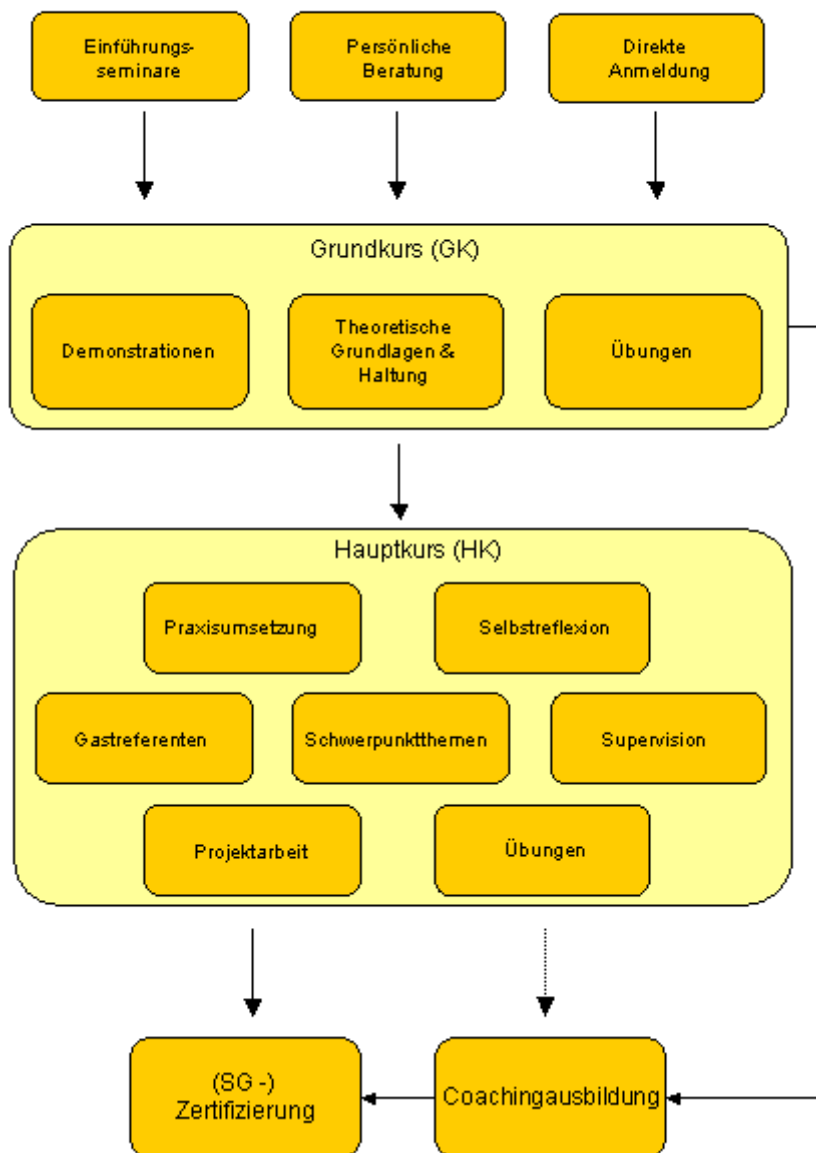 Einführungs-
seminare
Persönliche
Beratung
Direkte
Anmeldung
Grundkurs (GK)
Demonstrationen
Theoretische
Grundlagen &
Haltung
Übungen
Hauptkurs (HK)
Praxisumsetzung
Selbstreflexion
Gastreferenten
Schwerpunktthemen
Supervision
Projektarbeit
Übungen
(SG -)
Zertifizierung
Coachingausbildung